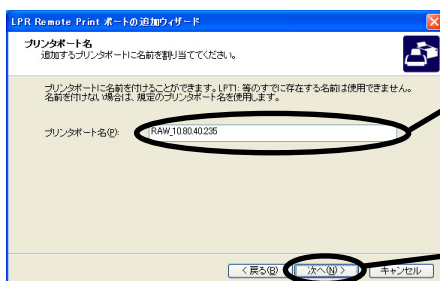 LPR Remote Print ポートの追加ウィザード
プリンタポート名
追加するプリンタポートに名前を割り当ててください。
プリンタポートに名前を付けることができます。LPT1: 等のすでに存在する名前は使用できません。
名前を付けない場合は、規定のプリンタポート名を使用します。
プリンタポート名(P):
RAW_10.80.40.235
< 戻る(B)
次へ(N) >
キャンセル